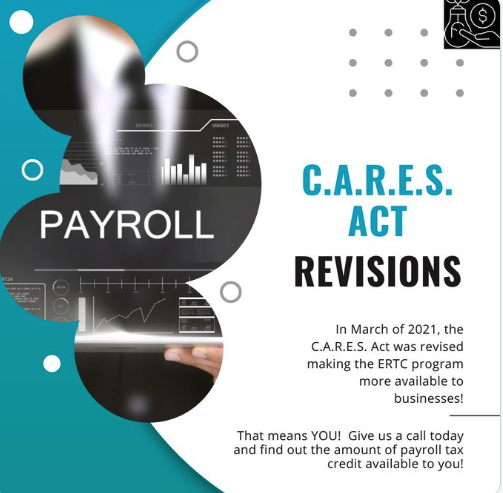 PAYROLL
C.A.R.E.S.
ACT
REVISIONS
In March of 2021, the
C.A.R.E.S. Act was revised
making the ERTC program
more available to
businesses!
That means YOU! Give us a call today
and find out the amount of payroll tax
credit available to you!